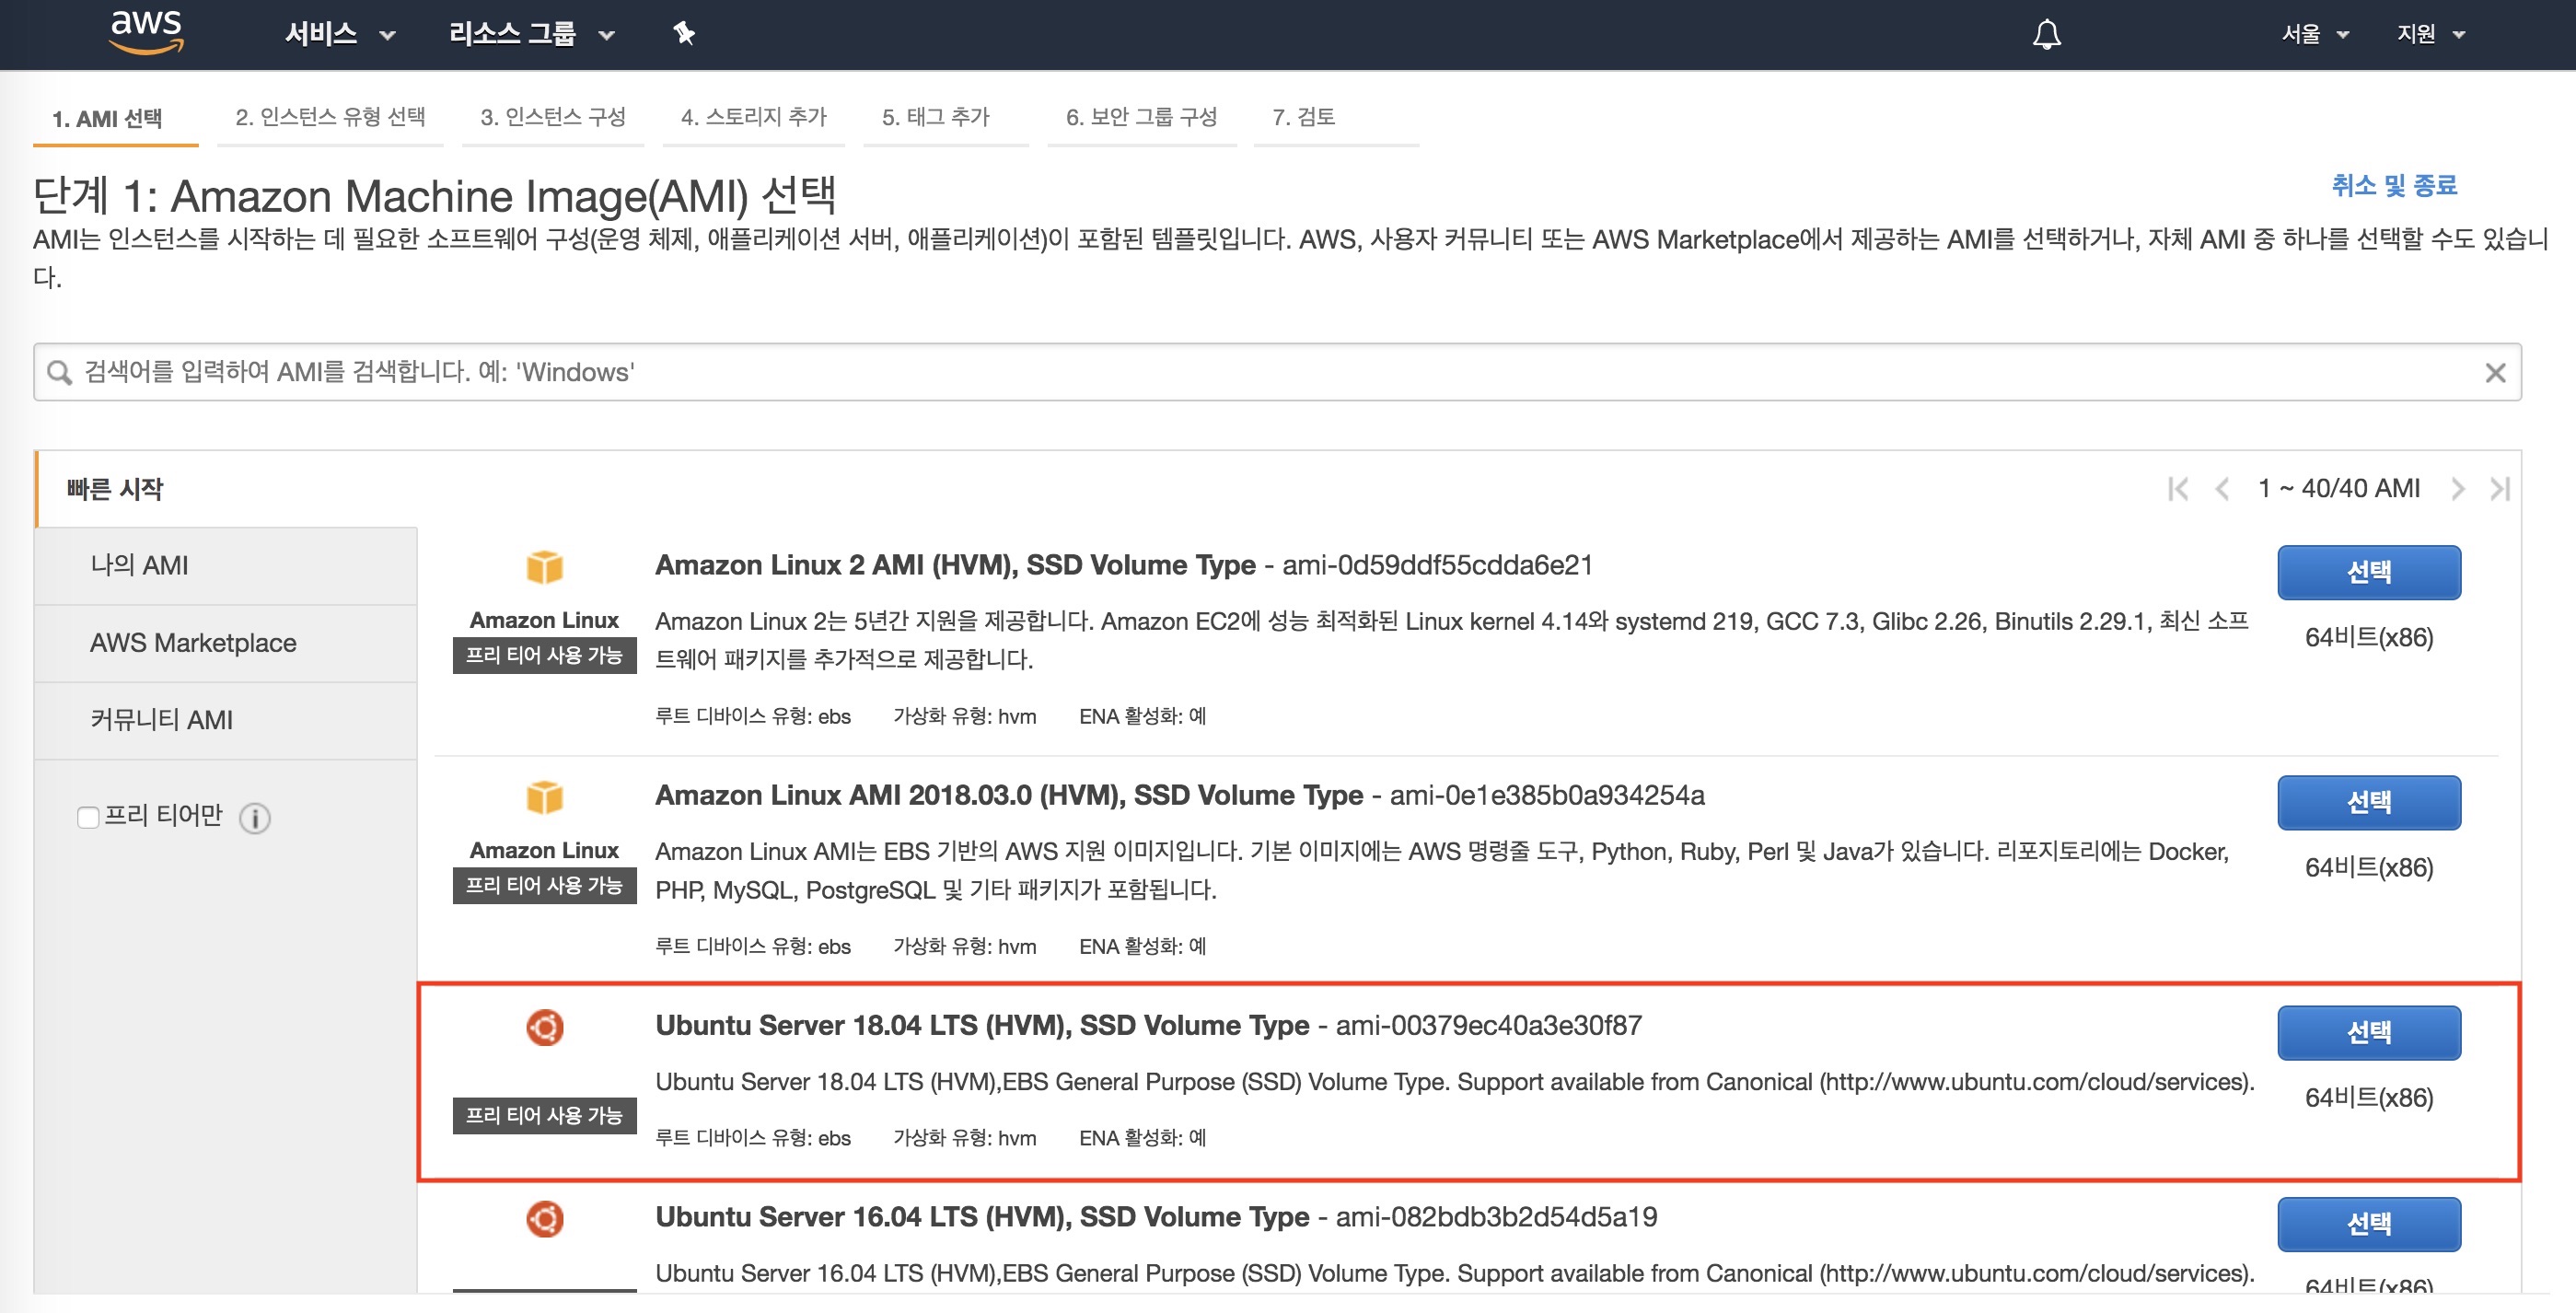 aws 서비스 리소스 그룹 서울 지원
1. AMI 선택 2. 인스턴스 유형 선택 3. 인스턴스 구성 4. 스토리지 추가 5. 태그 추가 6. 보안 그룹 구성 7. 검토
단계 1: Amazon Machine Image(AMI) 선택
취소 및 종료
AMI는 인스턴스를 시작하는 데 필요한 소프트웨어 구성(운영 체제, 애플리케이션 서버, 애플리케이션)이 포함된 템플릿입니다. AWS, 사용자 커뮤니티 또는 AWS Marketplace에서 제공하는 AMI를 선택하거나, 자체 AMI 중 하나를 선택할 수도 있습니
다.
검색어를 입력하여 AMI를 검색합니다. 예: 'Windows'
빠른 시작
1 ~ 40/40 AMI
나의 AMI
AWS Marketplace
커뮤니티 AMI
프리 티어만
Amazon Linux
프리 티어 사용 가능
Amazon Linux 2 AMI (HVM), SSD Volume Type - ami-0d59ddf55cdda6e21
Amazon Linux 2는 5년간 지원을 제공합니다. Amazon EC2에 성능 최적화된 Linux kernel 4.14와 systemd 219, GCC 7.3, Glibc 2.26, Binutils 2.29.1, 최신 소프
트웨어 패키지를 추가적으로 제공합니다.
루트 디바이스 유형: ebs 가상화 유형: hvm ENA 활성화: 예
선택
64비트(x86)
Amazon Linux
프리 티어 사용 가능
Amazon Linux AMI 2018.03.0 (HVM), SSD Volume Type - ami-0e1e385b0a934254a
Amazon Linux AMI는 EBS 기반의 AWS 지원 이미지입니다. 기본 이미지에는 AWS 명령줄 도구, Python, Ruby, Perl 및 Java가 있습니다. 리포지토리에는 Docker,
PHP, MySQL, PostgreSQL 및 기타 패키지가 포함됩니다.
루트 디바이스 유형: ebs 가상화 유형: hvm ENA 활성화: 예
선택
64비트(x86)
프리 티어 사용 가능
Ubuntu Server 18.04 LTS (HVM), SSD Volume Type - ami-00379ec40a3e30f87
Ubuntu Server 18.04 LTS (HVM),EBS General Purpose (SSD) Volume Type. Support available from Canonical (http://www.ubuntu.com/cloud/services).
루트 디바이스 유형: ebs 가상화 유형: hvm ENA 활성화: 예
선택
64비트(x86)
Ubuntu Server 16.04 LTS (HVM), SSD Volume Type - ami-082bdb3b2d54d5a19
Ubuntu Server 16.04 LTS (HVM),EBS General Purpose (SSD) Volume Type. Support available from Canonical (http://www.ubuntu.com/cloud/services).
선택
64비트(x86)